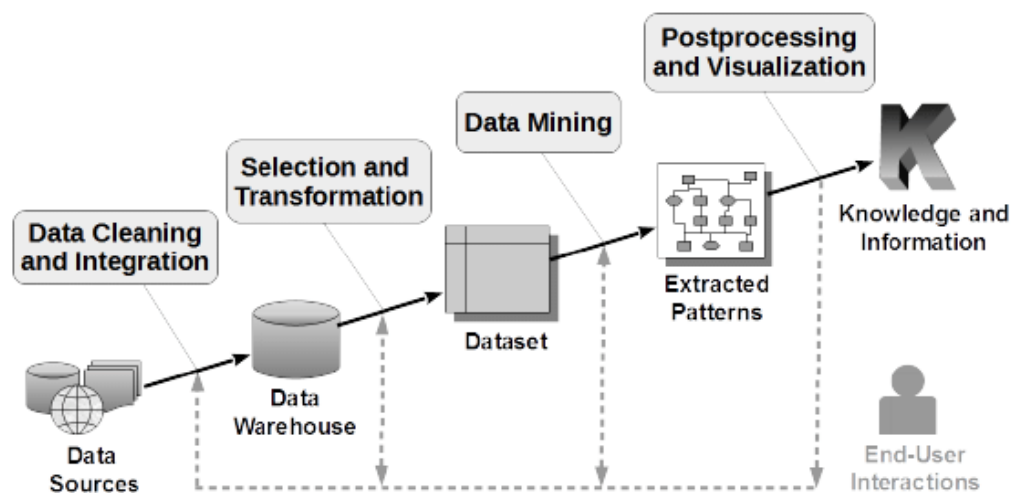 Postprocessing
and Visualization
Data Mining
Selection and
Transformation
Data Cleaning
and Integration
Knowledge and
Information
Extracted
Patterns
Dataset
Data
Warehouse
Data
Sources
End-User
Interactions
K